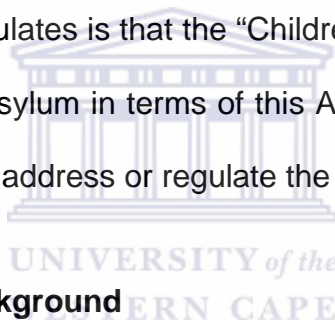 ulates is that the “Childre
sylum in terms of this A
address or regulate the
UNIVERSITY of the
WESTERN CAPE
kground